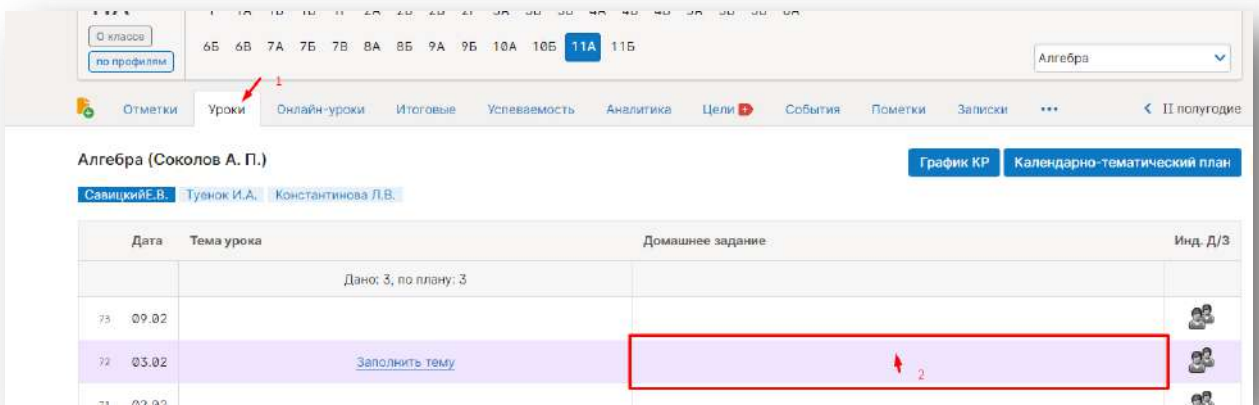 О классе
по профилям
6Б 6В 7А 7Б 7В 8А 8Б 9А 9Б 10А 10Б 11А 11Б
Алгебра
1
Отметки Уроки Онлайн-уроки Итоговые Успеваемость Аналитика Цели События Пометки Записки ••• < II полугодие
Алгебра (Соколов А. П.)
График КР Календарно-тематический план
СавицкийЕ.В. Туенок И.А. Константинова Л.В.
Дата Тема урока Домашнее задание Инд. Д/З
Дано: 3, по плану: 3
73 09.02
72 03.02 Заполнить тему
2